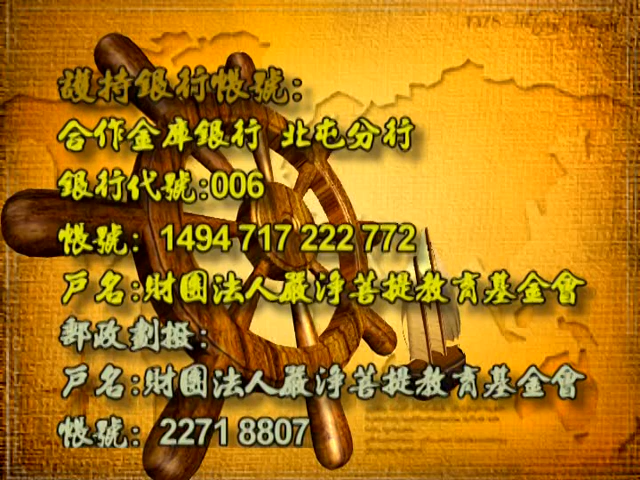 護持銀行帳號:
合作金庫銀行 北屯分行
銀行代號:006
帳號: 1494 717 222 772
戶名:財團法人嚴淨菩提教育基金會
郵政劃撥:
戶名:財團法人嚴淨菩提教育基金會
帳號: 2271 8807